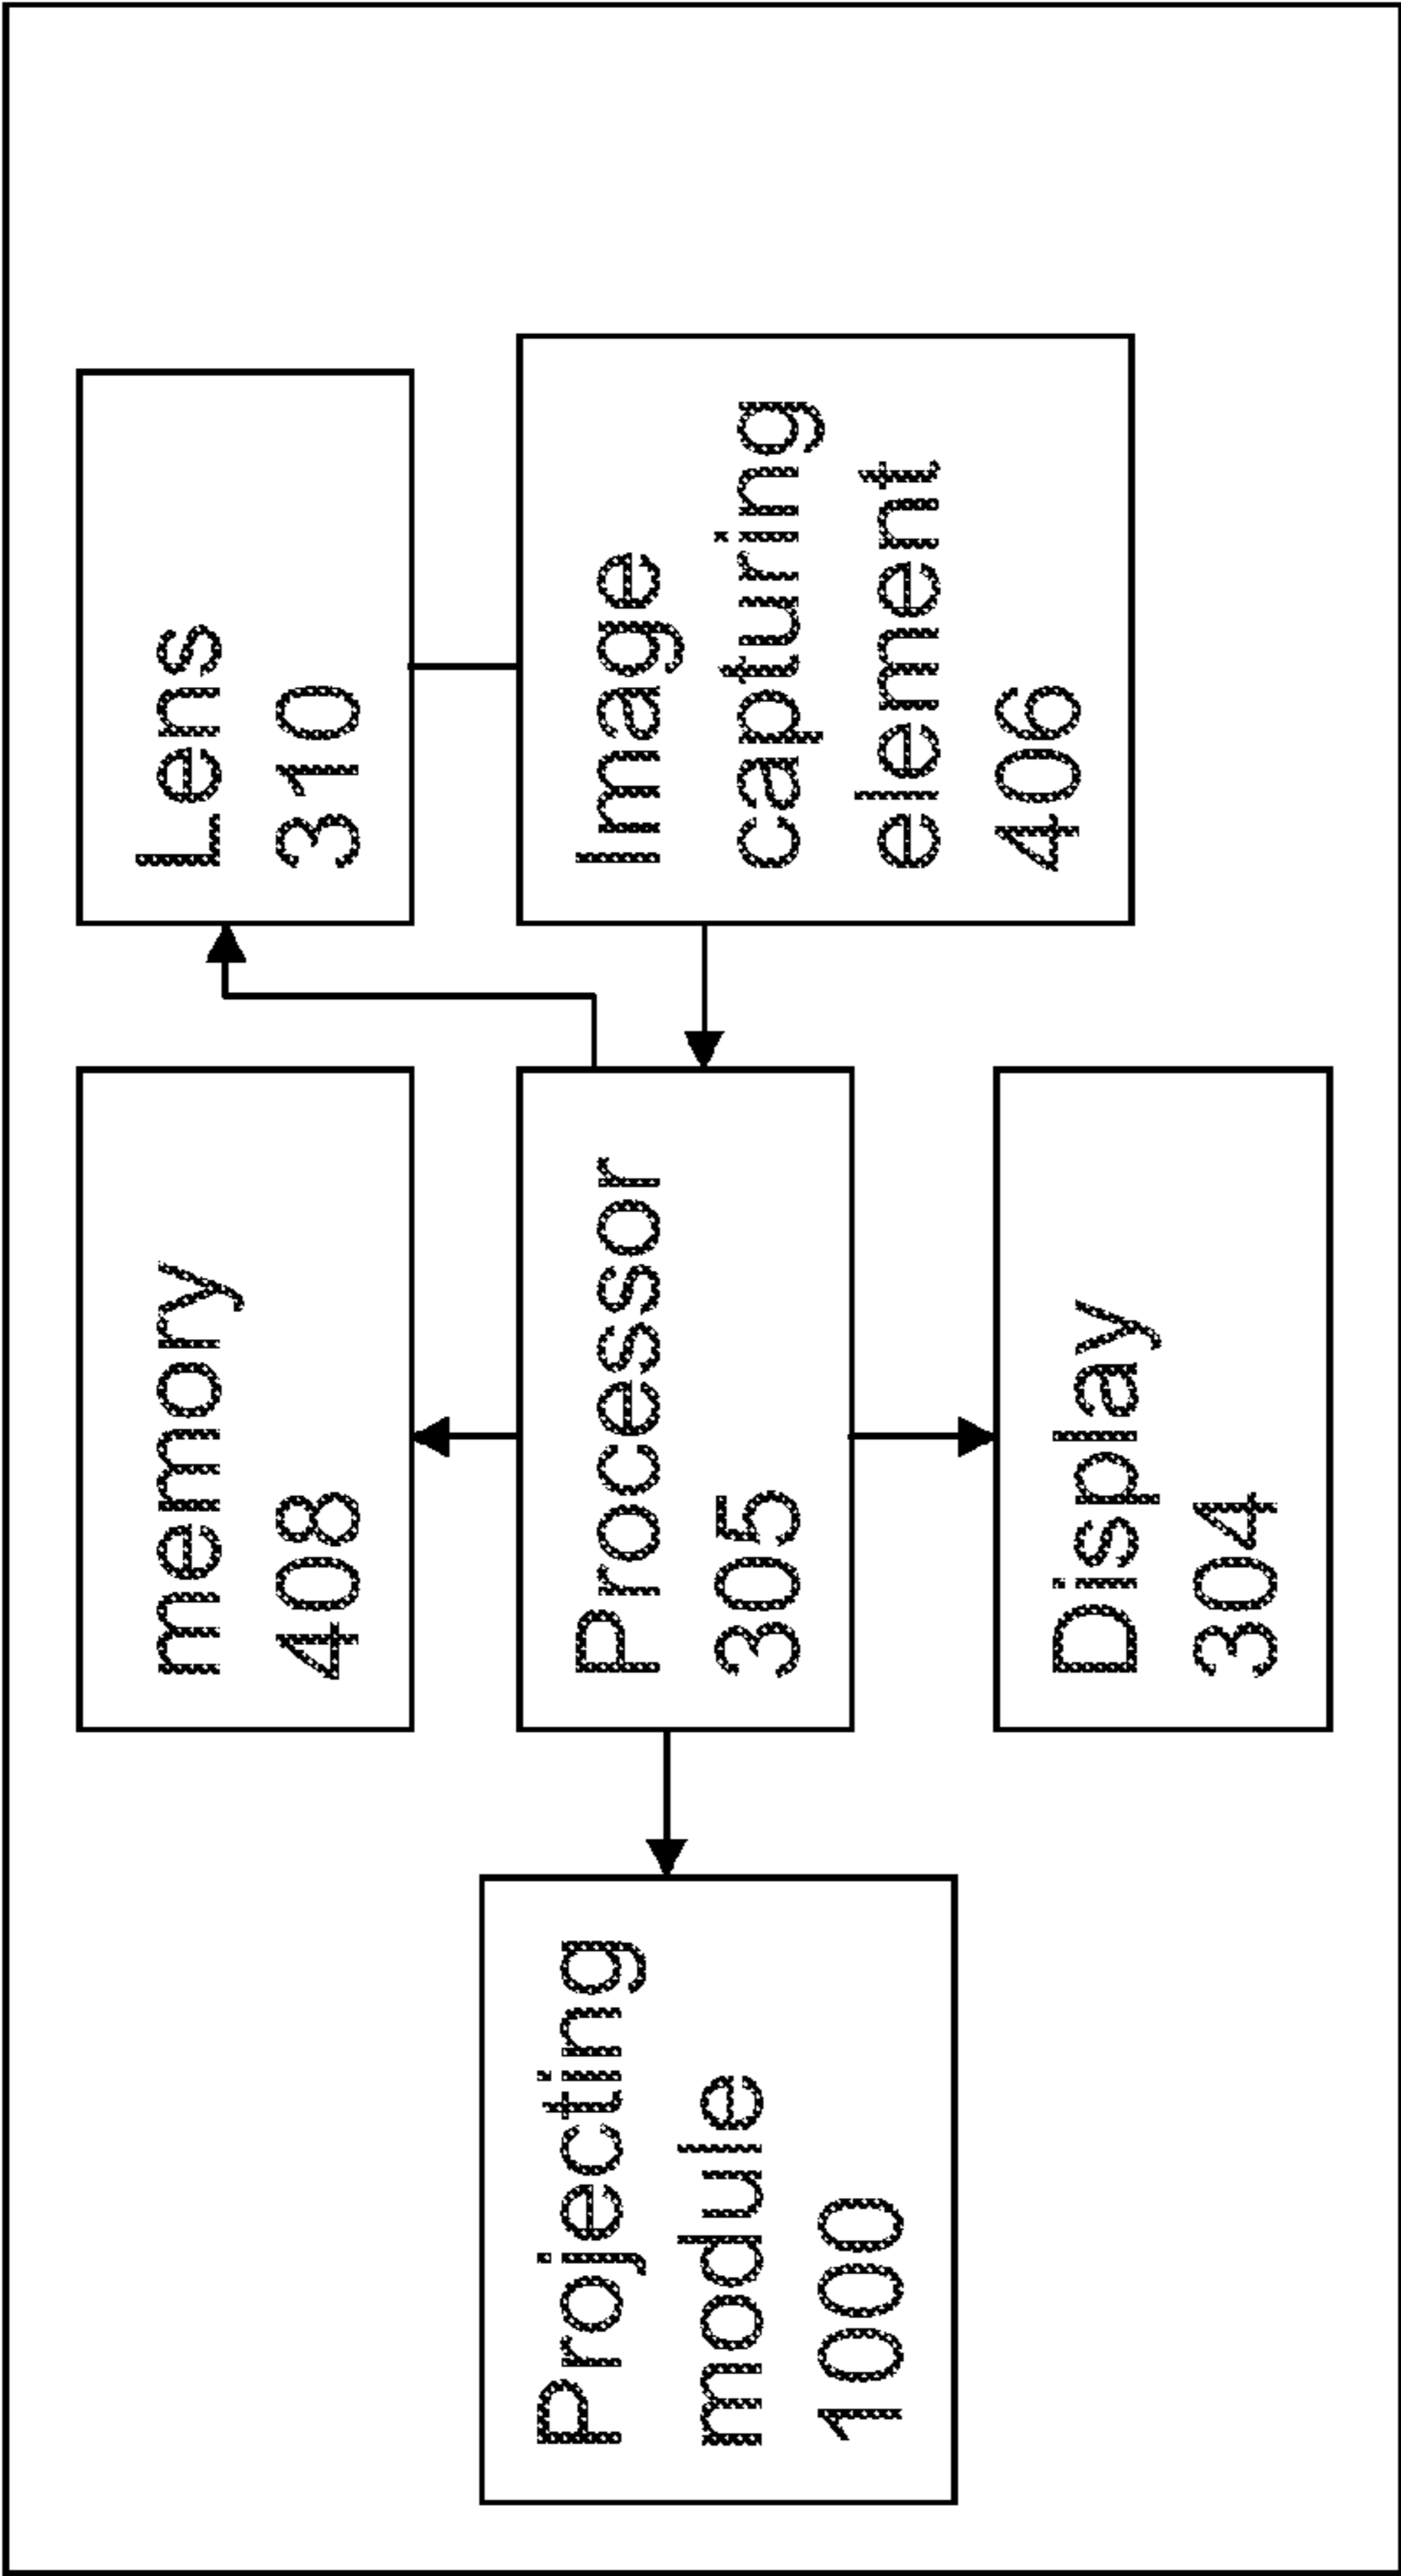 memory
408
Lens
310
Projecting
module
1000
Processor
305
Image
capturing
element
406
Display
304